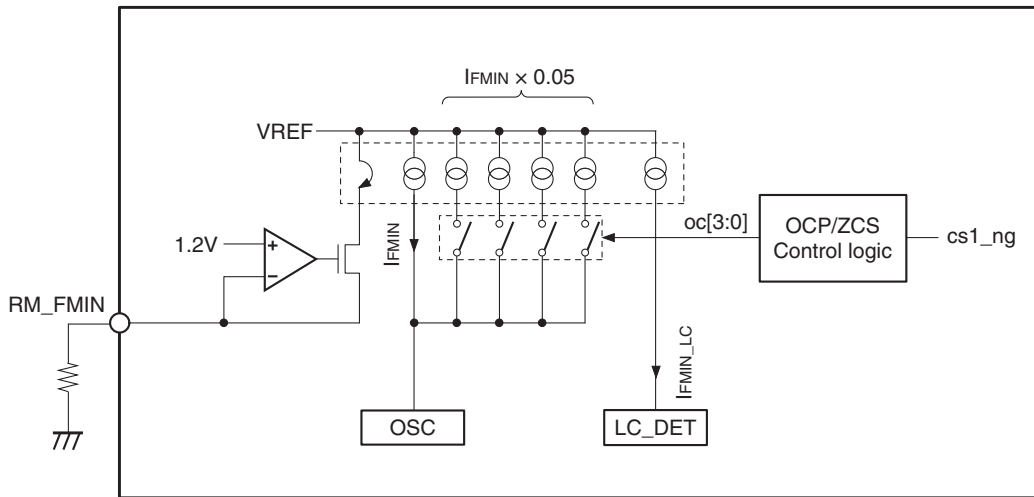 IFMIN × 0.05
VREF
1.2V
+
−
RM_FMIN
IFMIN
oc[3:0]
OCP/ZCS
Control logic
cs1_ng
IFMIN_LC
OSC
LC_DET